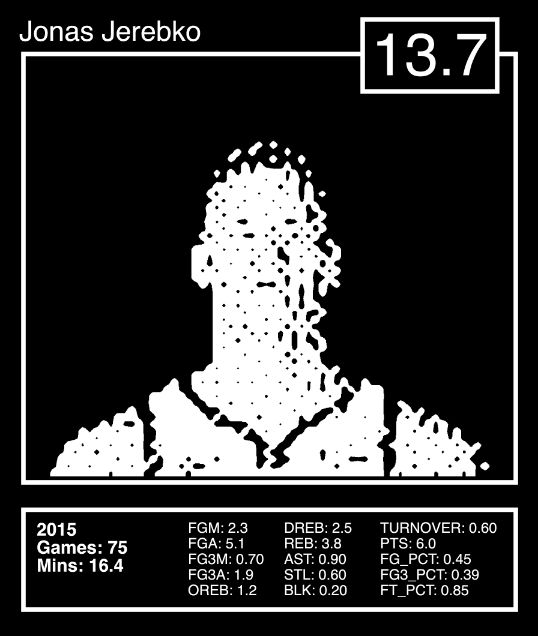 Jonas Jerebko
13.7
2015
Games: 75
Mins: 16.4
FGM: 2.3
FGA: 5.1
FG3M: 0.70
FG3A: 1.9
OREB: 1.2
DREB: 2.5
REB: 3.8
AST: 0.90
STL: 0.60
BLK: 0.20
TURNOVER: 0.60
PTS: 6.0
FG_PCT: 0.45
FG3_PCT: 0.39
FT_PCT: 0.85